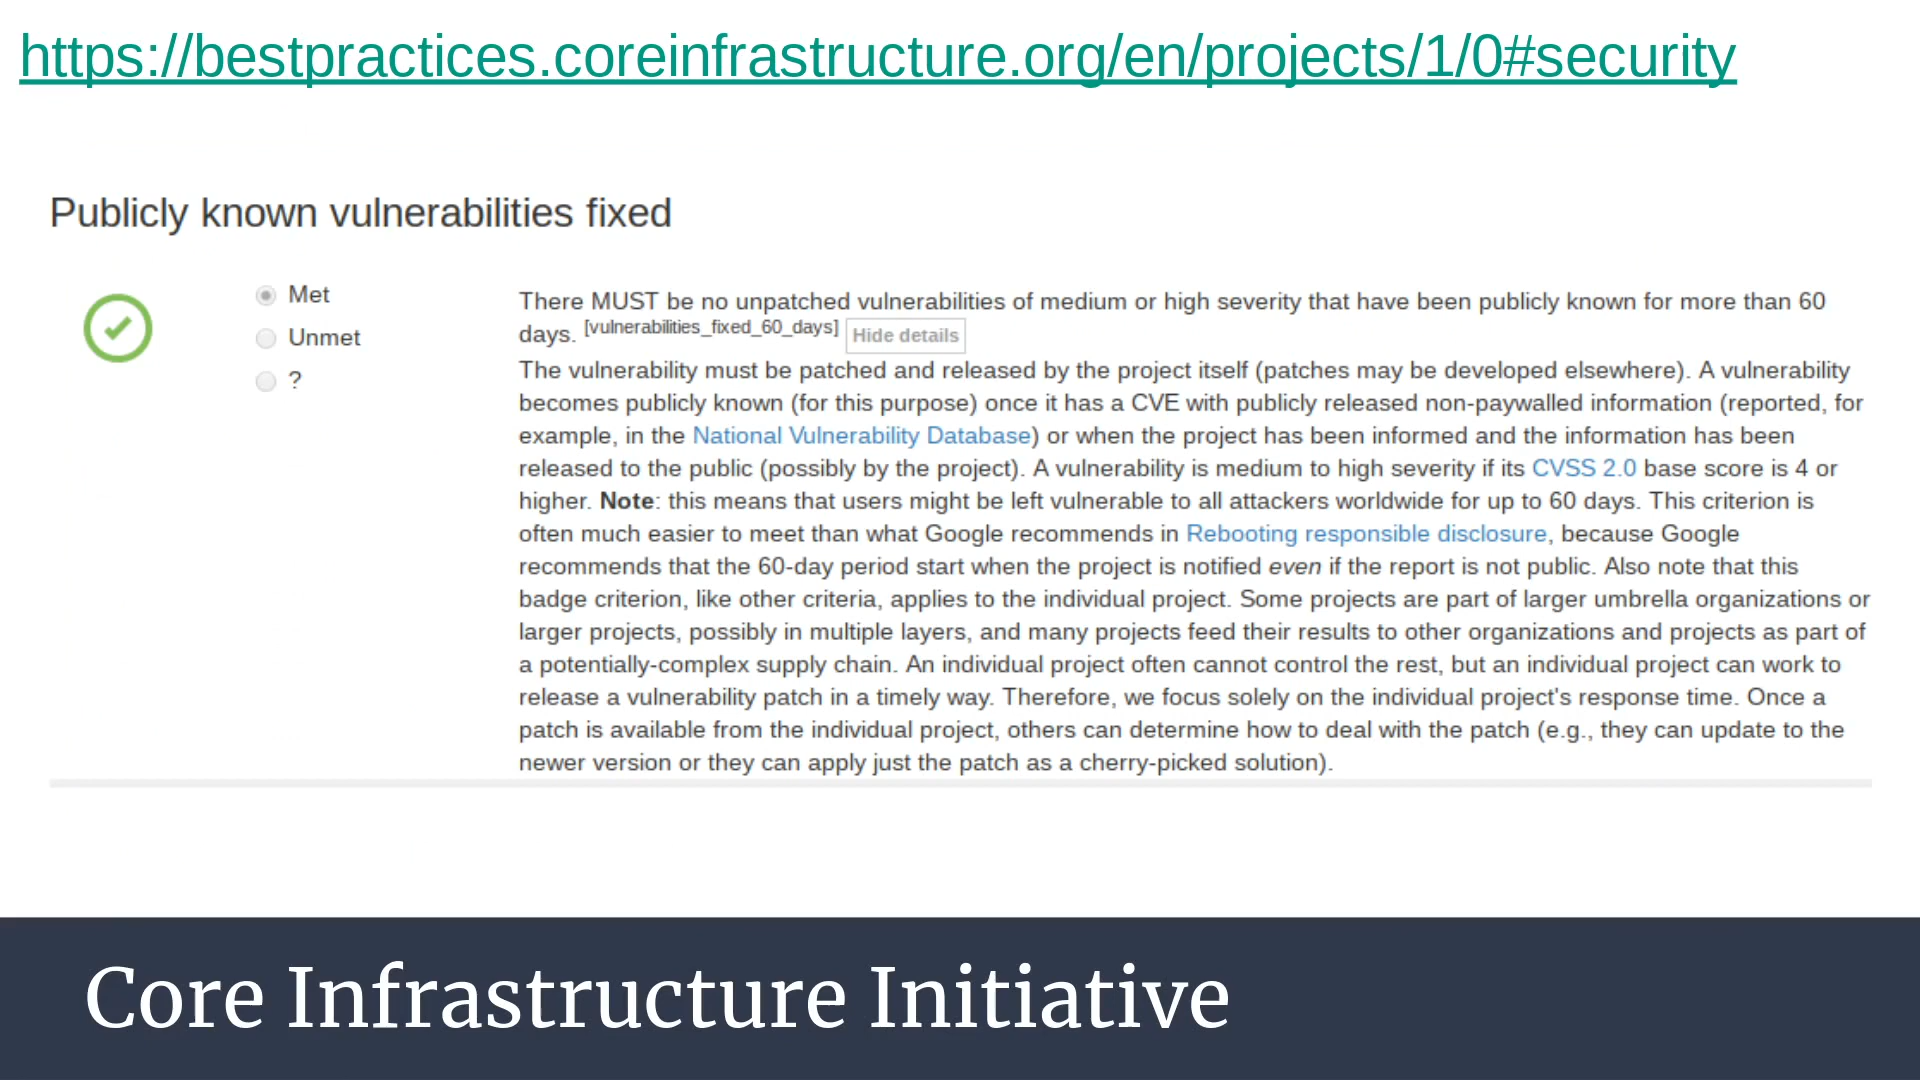 https://bestpractices.coreinfrastructure.org/en/projects/1/0#security
Publicly known vulnerabilities fixed
Met
Unmet
?
There MUST be no unpatched vulnerabilities of medium or high severity that have been publicly known for more than 60
days. [vulnerabilities_fixed_60_days] Hide details
The vulnerability must be patched and released by the project itself (patches may be developed elsewhere). A vulnerability
becomes publicly known (for this purpose) once it has a CVE with publicly released non-paywalled information (reported, for
example, in the National Vulnerability Database) or when the project has been informed and the information has been
released to the public (possibly by the project). A vulnerability is medium to high severity if its CVSS 2.0 base score is 4 or
higher. Note: this means that users might be left vulnerable to all attackers worldwide for up to 60 days. This criterion is
often much easier to meet than what Google recommends in Rebooting responsible disclosure, because Google
recommends that the 60-day period start when the project is notified even if the report is not public. Also note that this
badge criterion, like other criteria, applies to the individual project. Some projects are part of larger umbrella organizations or
larger projects, possibly in multiple layers, and many projects feed their results to other organizations and projects as part of
a potentially-complex supply chain. An individual project often cannot control the rest, but an individual project can work to
release a vulnerability patch in a timely way. Therefore, we focus solely on the individual project's response time. Once a
patch is available from the individual project, others can determine how to deal with the patch (e.g., they can update to the
newer version or they can apply just the patch as a cherry-picked solution).
Core Infrastructure Initiative